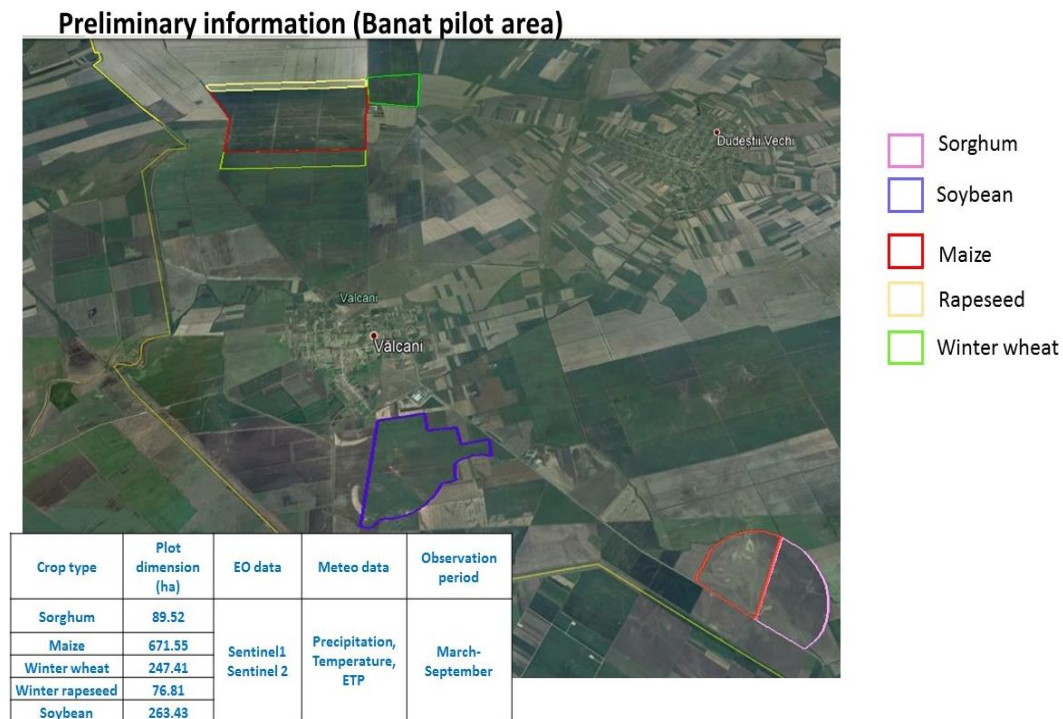 Preliminary information (Banat pilot area)
Dudeștii Vechi
Valcani
Vălcani
Sorghum
Soybean
Maize
Rapeseed
Winter wheat
Crop type
Plot
dimension
(ha)
EO data
Meteo data
Observation
period
Sorghum
89.52
Maize
671.55
Winter wheat
247.41
Winter rapeseed
76.81
Soybean
263.43
Sentinel1
Sentinel 2
Precipitation,
Temperature,
ETP
March-
September